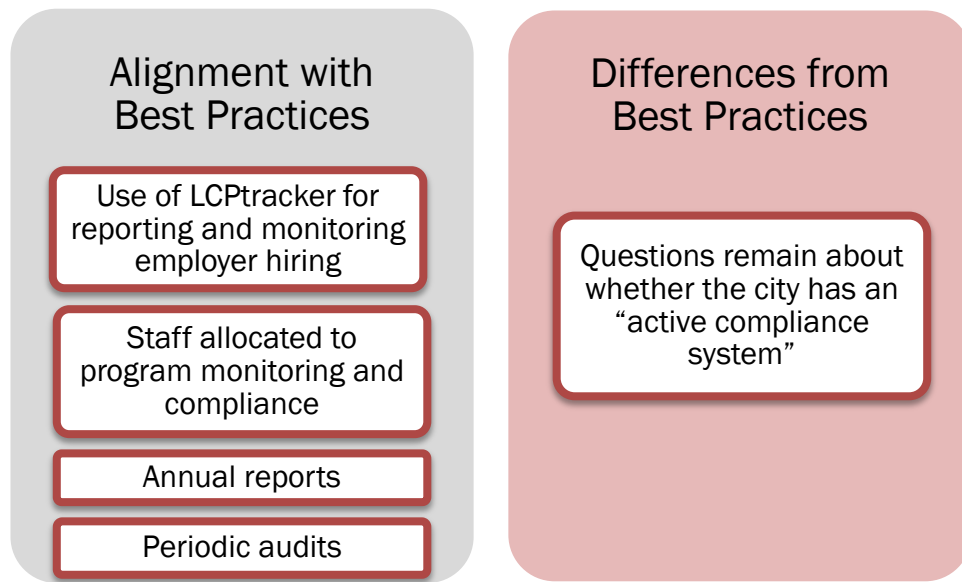 Alignment with
Best Practices
Use of LCPtracker for
reporting and monitoring
employer hiring
Staff allocated to
program monitoring and
compliance
Annual reports
Periodic audits
Differences from
Best Practices
Questions remain about
whether the city has an
“active compliance
system”